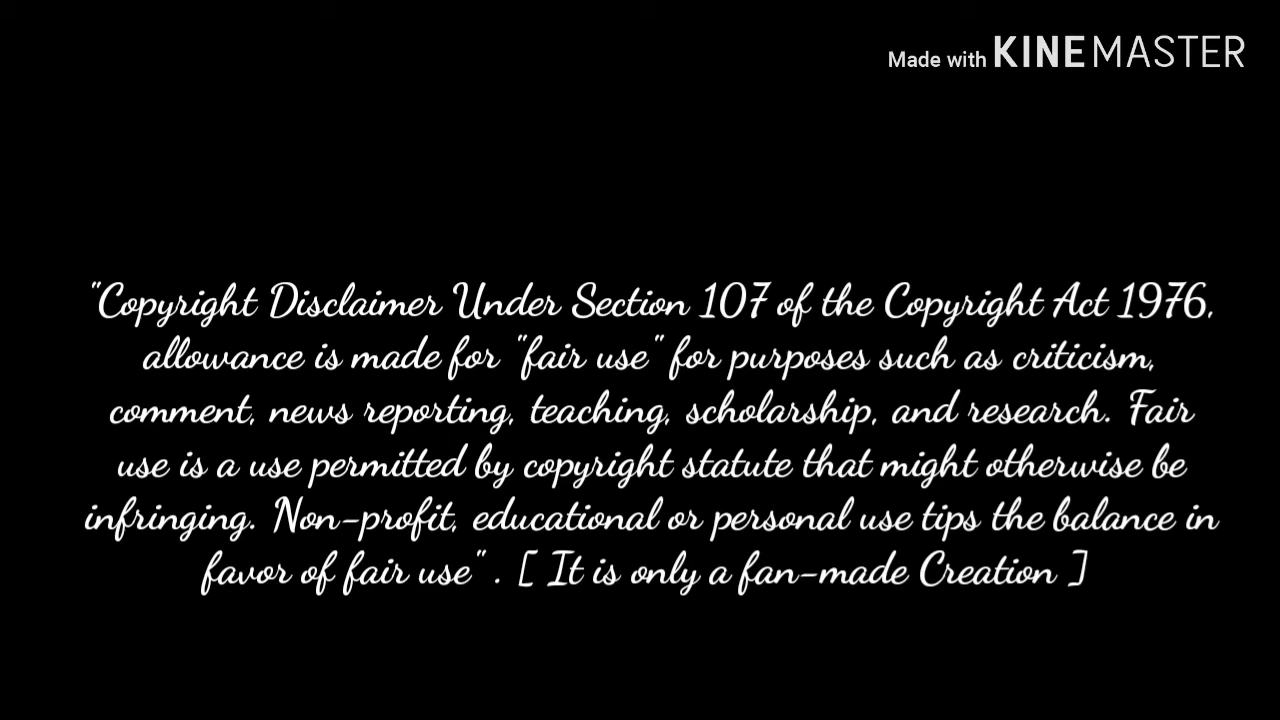 Made with KINEMASTER
"Copyright Disclaimer Under Section 107 of the Copyright Act 1976,
allowance is made for "fair use" for purposes such as criticism,
comment, news reporting, teaching, scholarship, and research. Fair
use is a use permitted by copyright statute that might otherwise be
infringing. Non-profit, educational or personal use tips the balance in
favor of fair use" . [ It is only a fan-made Creation ]